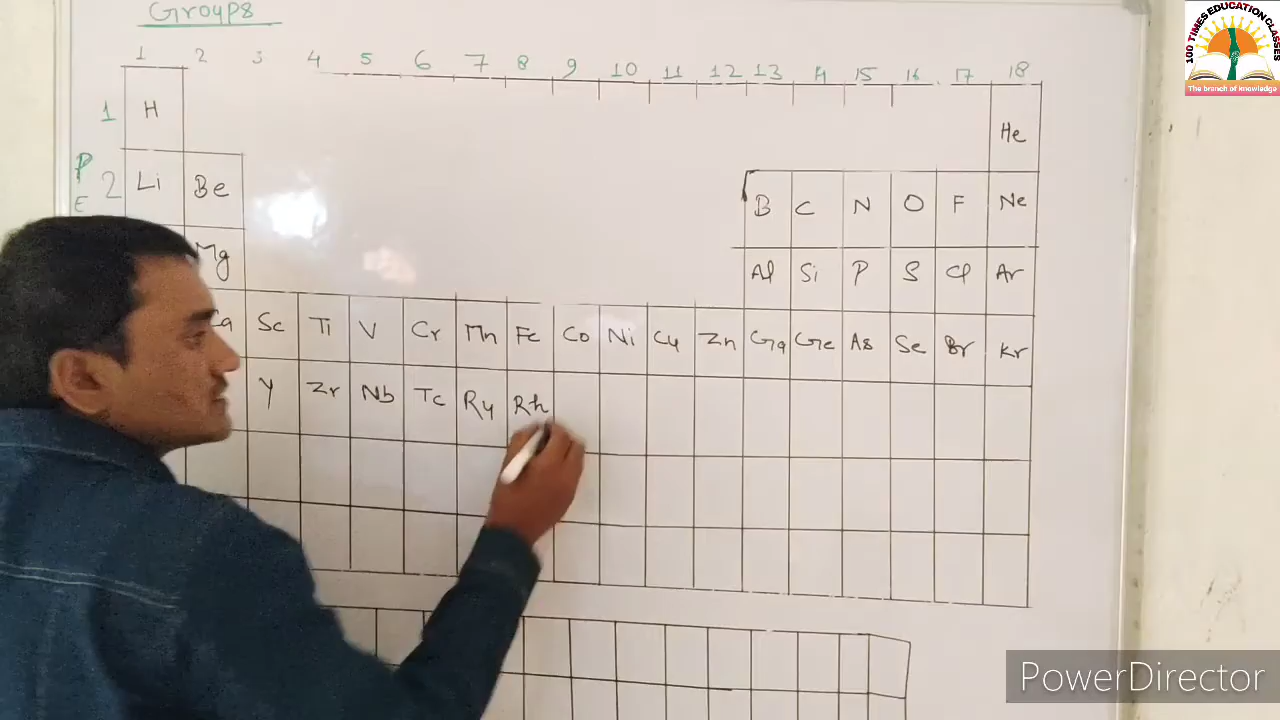 Groups
1 2 3 4 5 6 7 8 9 10 11 12 13 14 15 16 17 18
1 H He
P
E
2 Li Be B C N O F Ne
Mg Al Si P S Cl Ar
Sc Ti V Cr Mn Fe Co Ni Cu Zn Ga Ge As Se Br Kr
Y Zr Nb Tc Ru Rh
100 TIMES EDUCATION CLASSES
The branch of knowledge
PowerDirector